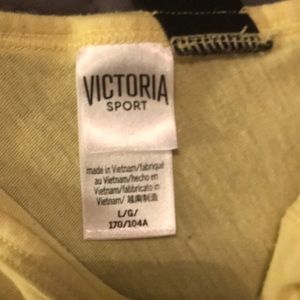 VICTORIA
SPORT
made in Vietnam/fabriqué
au Vietnam/hecho en
Vietnam/fabbricato in
Vietnam/ 越南制造
L/G/
170/104A